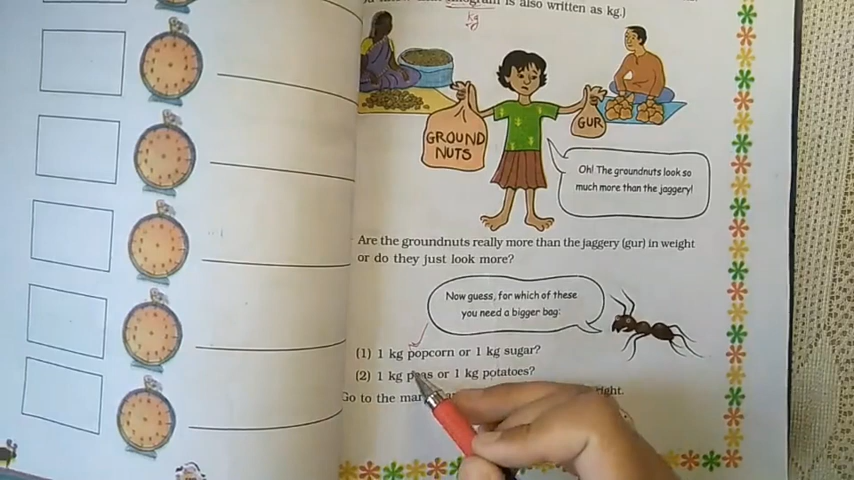 is also written as kg.)
kg
GROUND
NUTS
GUR
Oh! The groundnuts look so
much more than the jaggery!
Are the groundnuts really more than the jaggery (gur) in weight
or do they just look more?
Now guess, for which of these
you need a bigger bag:
(1) 1 kg popcorn or 1 kg sugar?
(2) 1 kg peas or 1 kg potatoes?
Go to the